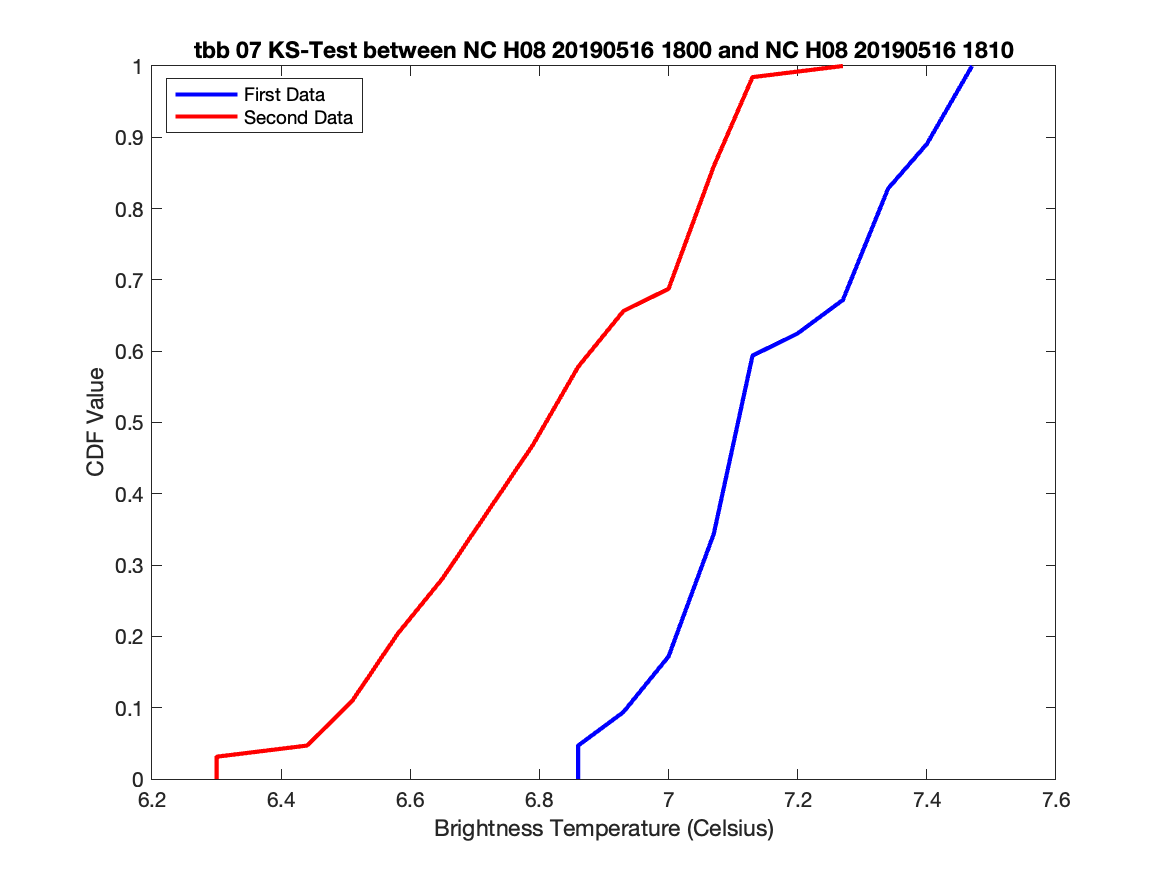 tbb 07 KS-Test between NC H08 20190516 1800 and NC H08 20190516 1810
First Data
Second Data
1
0.9
0.8
0.7
0.6
0.5
0.4
0.3
0.2
0.1
0
CDF Value
6.2 6.4 6.6 6.8 7 7.2 7.4 7.6
Brightness Temperature (Celsius)